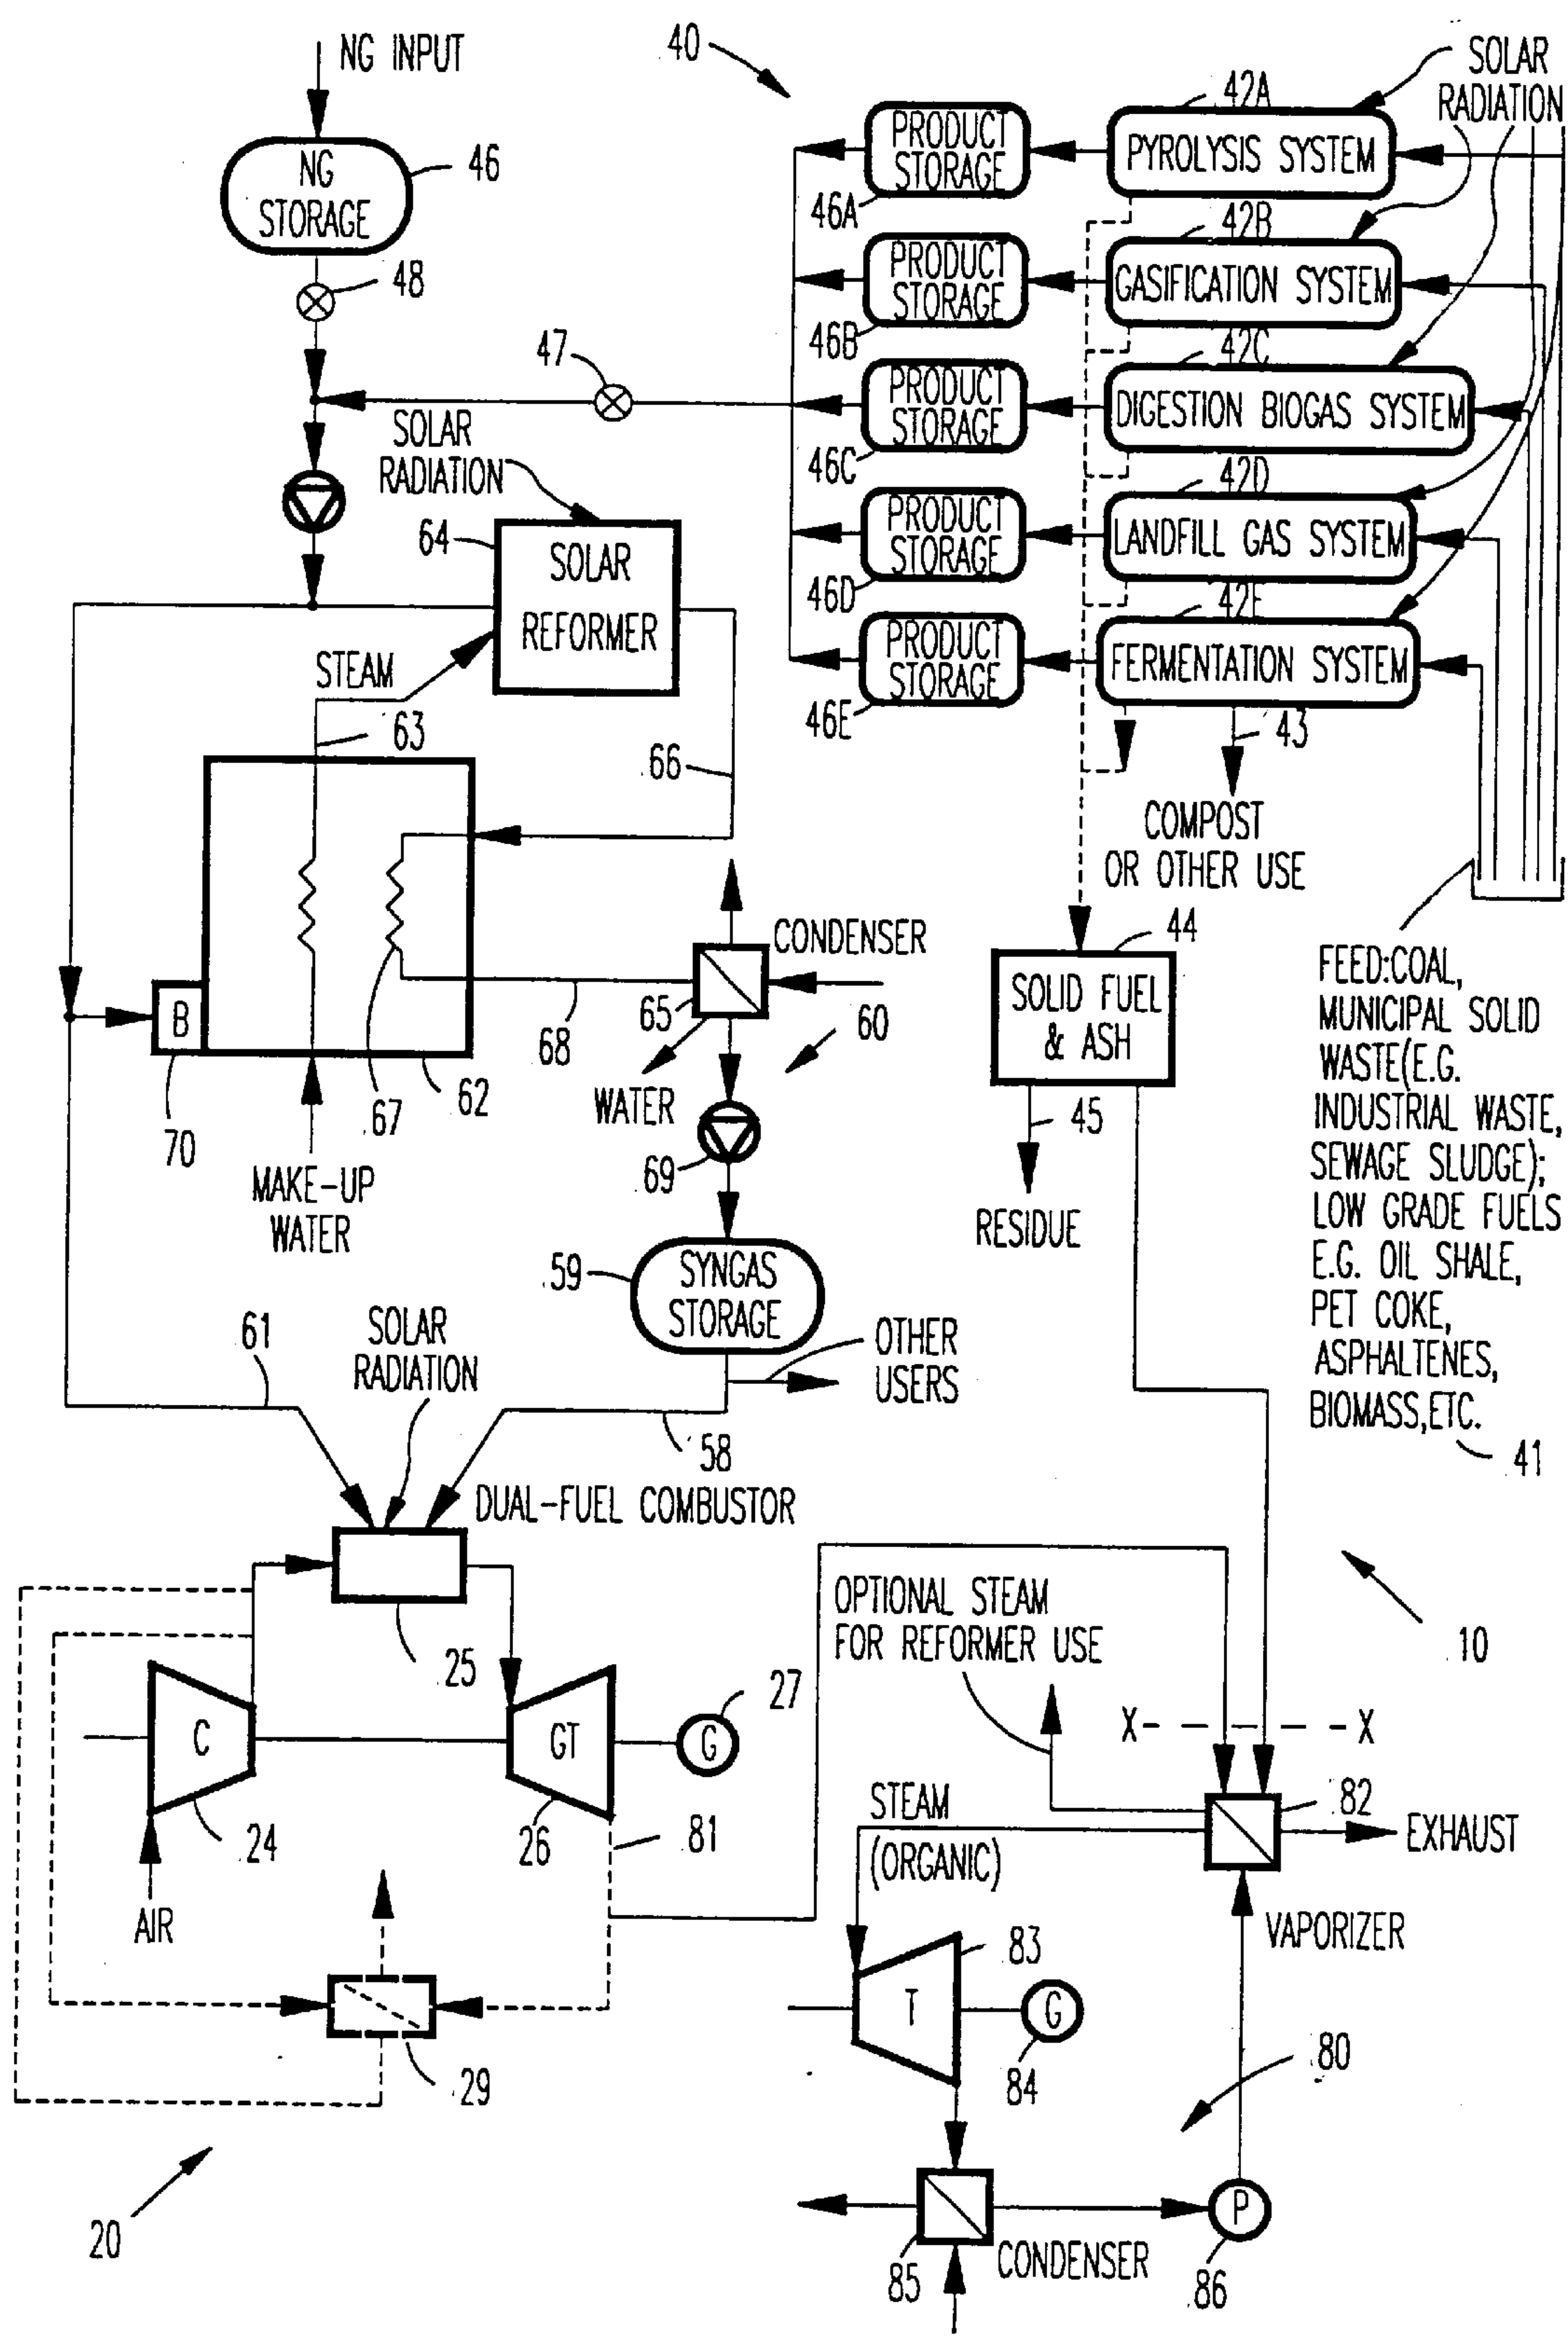 NG INPUT
40
SOLAR
RADIATION
NG
STORAGE
46
48
47
PRODUCT
STORAGE
46A
42A
PYROLYSIS SYSTEM
PRODUCT
STORAGE
46B
42B
GASIFICATION SYSTEM
PRODUCT
STORAGE
46C
42C
DIGESTION BIOGAS SYSTEM
PRODUCT
STORAGE
46D
42D
LANDFILL GAS SYSTEM
PRODUCT
STORAGE
46E
42E
FERMENTATION SYSTEM
43
COMPOST
OR OTHER USE
SOLAR
RADIATION
64
SOLAR
REFORMER
STEAM
63
66
CONDENSER
65
60
68
WATER
B
70
67
62
MAKE-UP
WATER
69
59
SYNGAS
STORAGE
OTHER
USERS
44
SOLID FUEL
& ASH
45
RESIDUE
FEED:COAL,
MUNICIPAL SOLID
WASTE(E.G.
INDUSTRIAL WASTE,
SEWAGE SLUDGE);
LOW GRADE FUELS
E.G. OIL SHALE,
PET COKE,
ASPHALTENES,
BIOMASS,ETC.
41
61
SOLAR
RADIATION
58
DUAL-FUEL COMBUSTOR
25
C
24
AIR
GT
26
G
27
81
29
20
OPTIONAL STEAM
FOR REFORMER USE
10
X- - - - -X
82
EXHAUST
STEAM
(ORGANIC)
VAPORIZER
T
83
G
84
80
85
CONDENSER
P
86